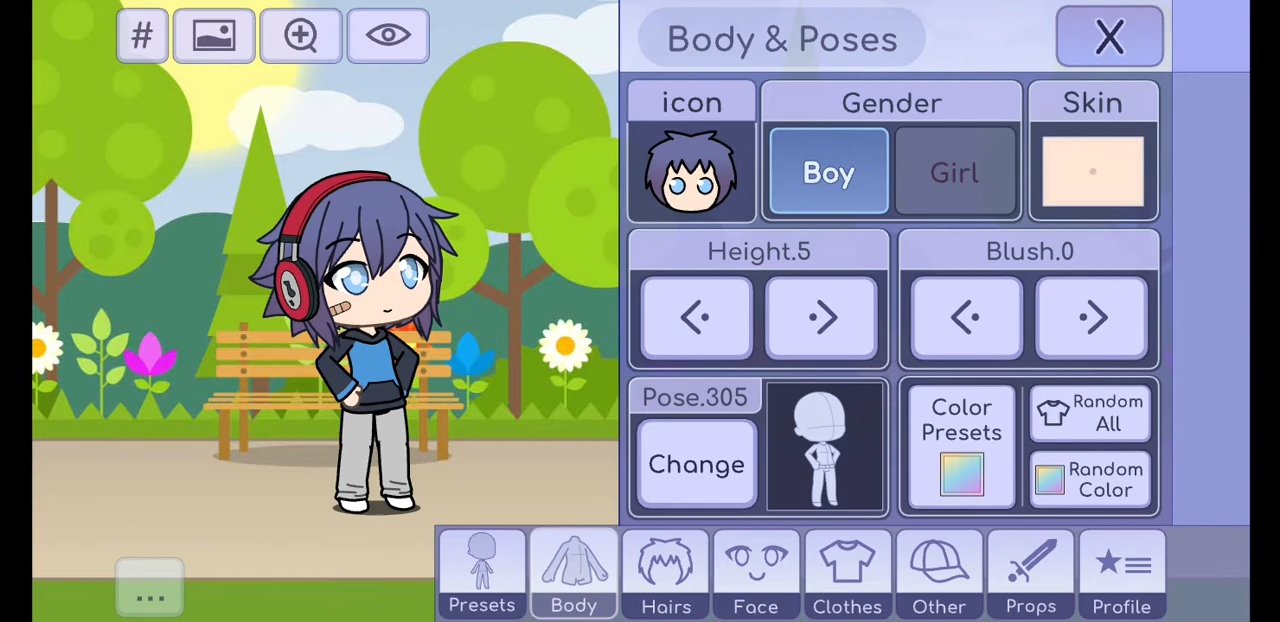 #
Body & Poses
X
icon
Gender
Skin
Boy
Girl
Height.5
Blush.0
Pose.305
Change
Color
Presets
Random
All
Random
Color
...
Presets
Body
Hairs
Face
Clothes
Other
Props
Profile